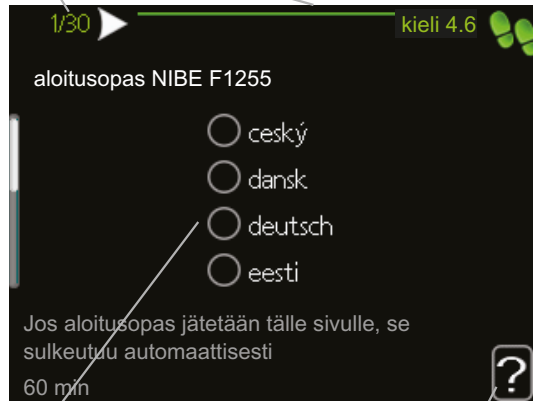 1/30 kieli 4.6
aloitusopas NIBE F1255
ceský
dansk
deutsch
eesti
Jos aloitusopas jätetään tälle sivulle, se
sulkeutuu automaattisesti
60 min
?